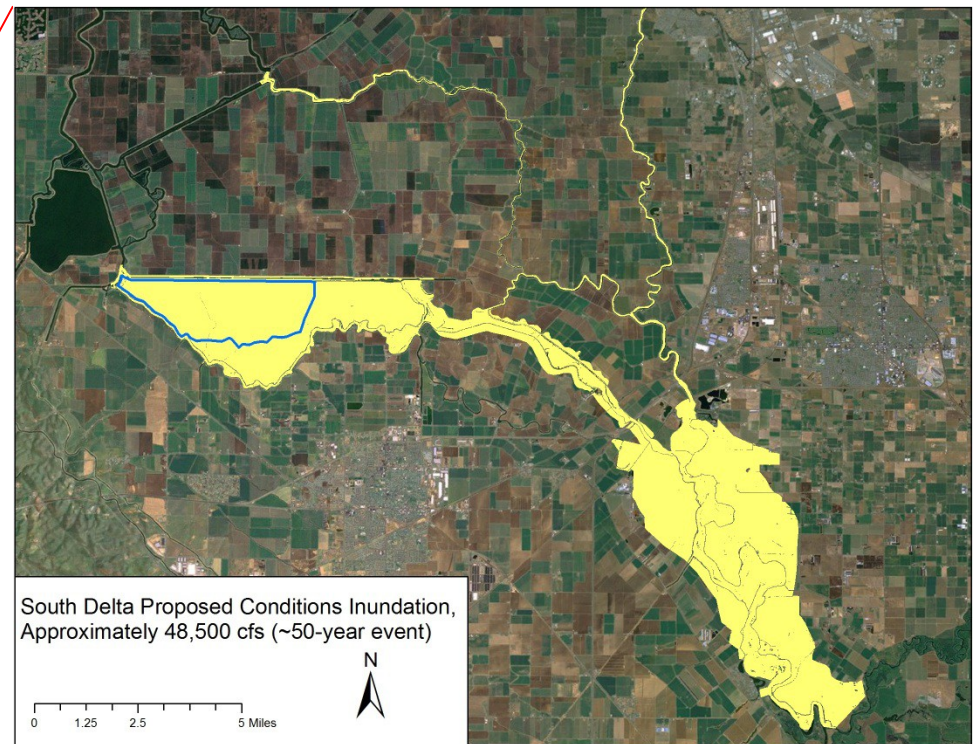 South Delta Proposed Conditions Inundation,
Approximately 48,500 cfs (~50-year event)
N
0 1.25 2.5 5 Miles